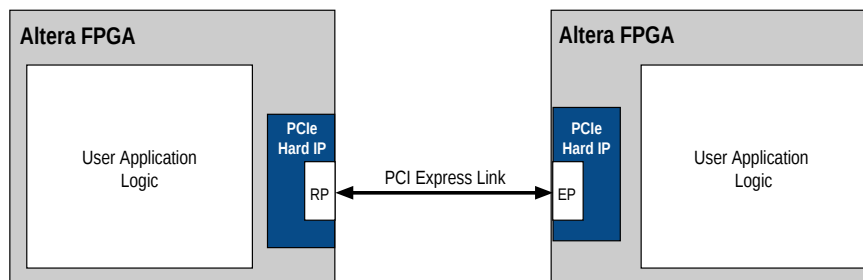 Altera FPGA
User Application
Logic
PCIe
Hard IP
RP
PCI Express Link
Altera FPGA
PCIe
Hard IP
EP
User Application
Logic